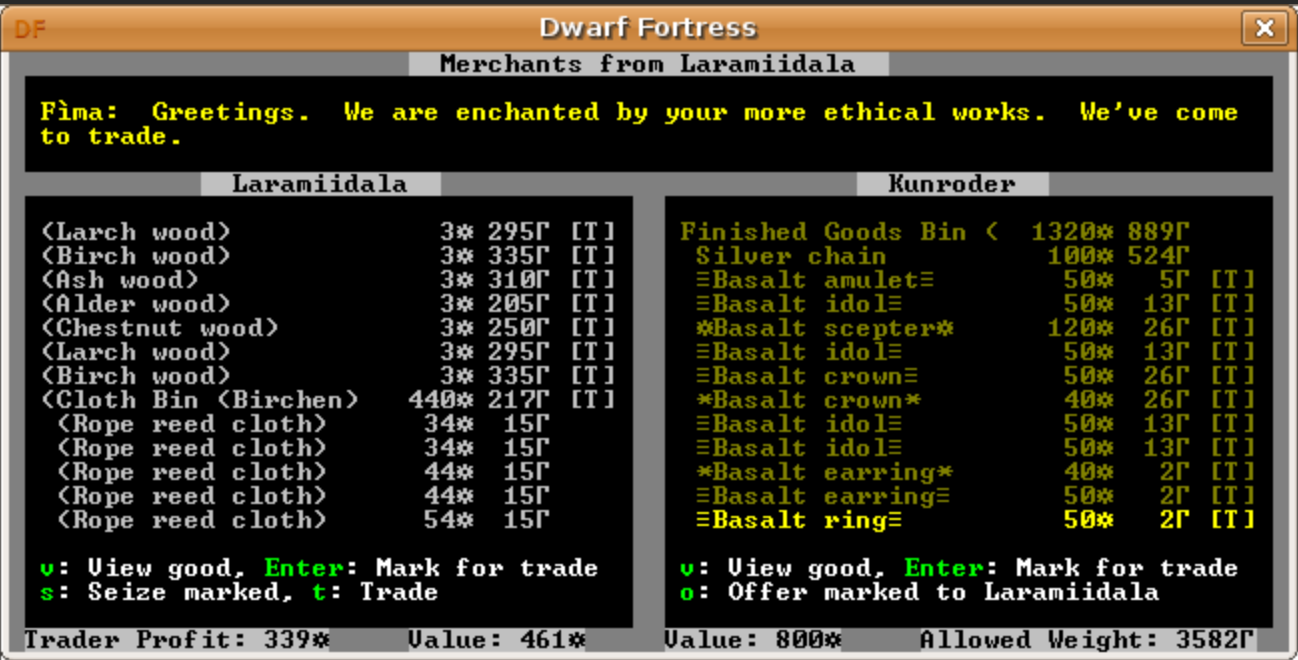 DF Dwarf Fortress
Merchants from Laramiidala
Fìma: Greetings. We are enchanted by your more ethical works. We've come
to trade.
Laramiidala
(Larch wood) 3☼ 295Γ [T]
(Birch wood) 3☼ 335Γ [T]
(Ash wood) 3☼ 310Γ [T]
(Alder wood) 3☼ 205Γ [T]
(Chestnut wood) 3☼ 250Γ [T]
(Larch wood) 3☼ 295Γ [T]
(Birch wood) 3☼ 335Γ [T]
(Cloth Bin (Birchen) 440☼ 217Γ [T]
(Rope reed cloth) 34☼ 15Γ
(Rope reed cloth) 34☼ 15Γ
(Rope reed cloth) 44☼ 15Γ
(Rope reed cloth) 44☼ 15Γ
(Rope reed cloth) 54☼ 15Γ
v: View good, Enter: Mark for trade
s: Seize marked, t: Trade
Kunroder
Finished Goods Bin ( 1320☼ 889Γ
Silver chain 100☼ 524Γ
≡Basalt amulet≡ 50☼ 5Γ [T]
≡Basalt idol≡ 50☼ 13Γ [T]
☼Basalt scepter☼ 120☼ 26Γ [T]
≡Basalt idol≡ 50☼ 13Γ [T]
≡Basalt crown≡ 50☼ 26Γ [T]
*Basalt crown* 40☼ 26Γ [T]
≡Basalt idol≡ 50☼ 13Γ [T]
≡Basalt idol≡ 50☼ 13Γ [T]
*Basalt earring* 40☼ 2Γ [T]
≡Basalt earring≡ 50☼ 2Γ [T]
≡Basalt ring≡ 50☼ 2Γ [T]
v: View good, Enter: Mark for trade
o: Offer marked to Laramiidala
Trader Profit: 339☼ Value: 461☼ Value: 800☼ Allowed Weight: 3582Γ